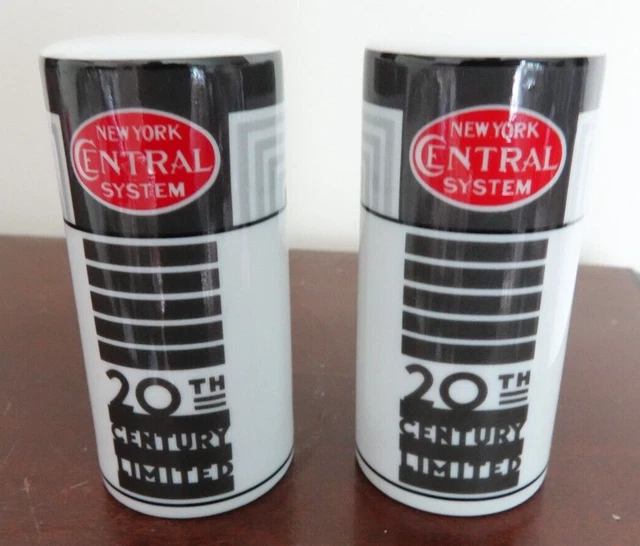 NEW YORK
CENTRAL
SYSTEM
20TH
CENTURY
LIMITED
NEW YORK
CENTRAL
SYSTEM
20TH
CENTURY
LIMITED